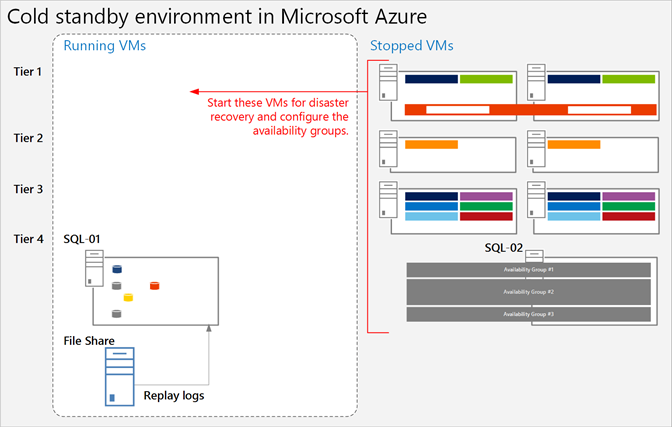 Cold standby environment in Microsoft Azure
Running VMs
Stopped VMs
Tier 1
Start these VMs for disaster
recovery and configure the
availability groups.
Tier 2
Tier 3
Tier 4
SQL-01
SQL-02
Availability Group #1
Availability Group #2
Availability Group #3
File Share
Replay logs